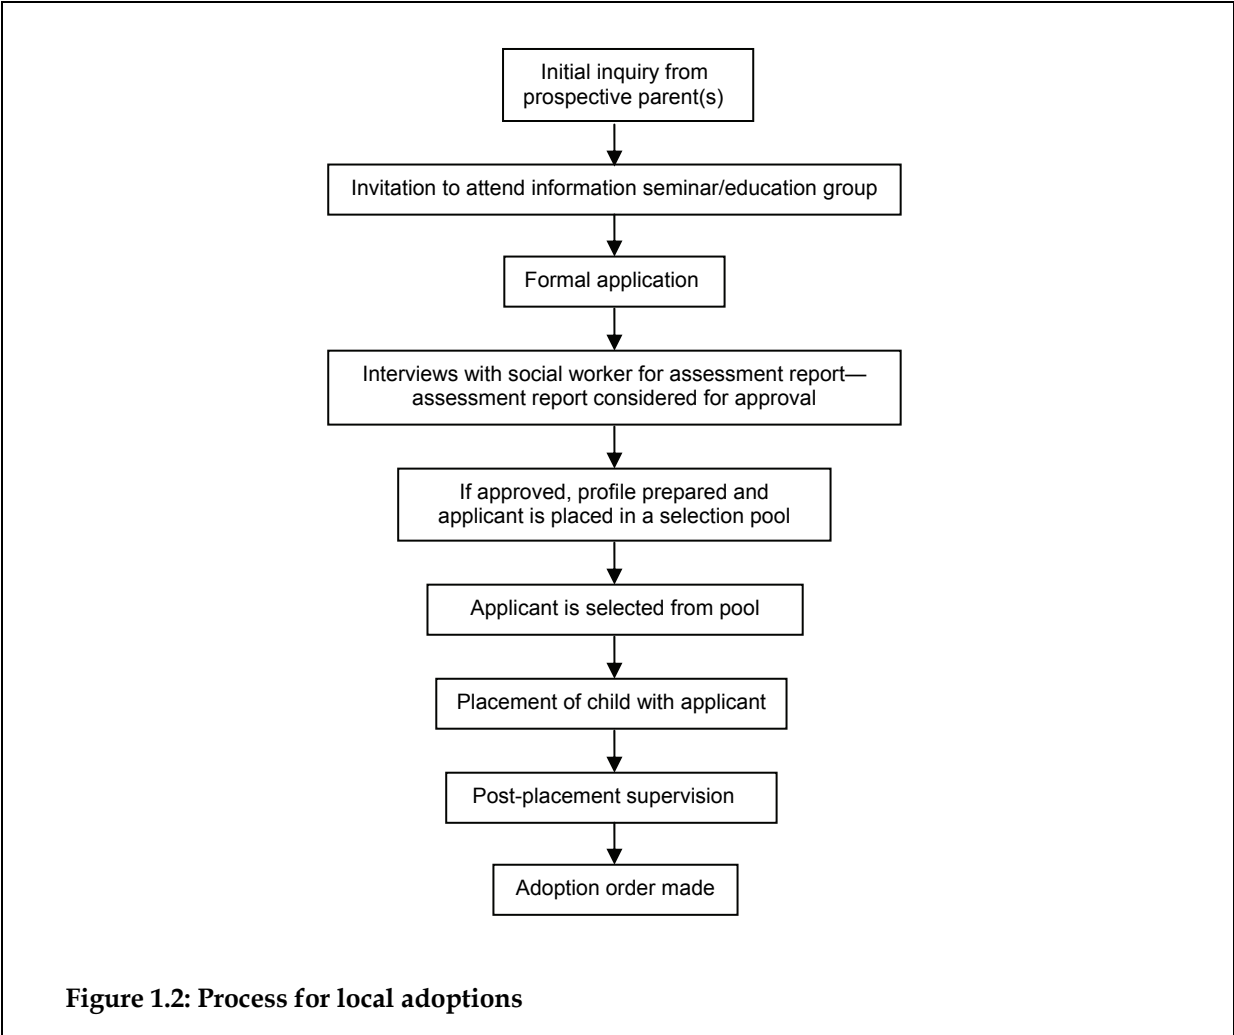 Initial inquiry from
prospective parent(s)
Invitation to attend information seminar/education group
Formal application
Interviews with social worker for assessment report—
assessment report considered for approval
If approved, profile prepared and
applicant is placed in a selection pool
Applicant is selected from pool
Placement of child with applicant
Post-placement supervision
Adoption order made
Figure 1.2: Process for local adoptions